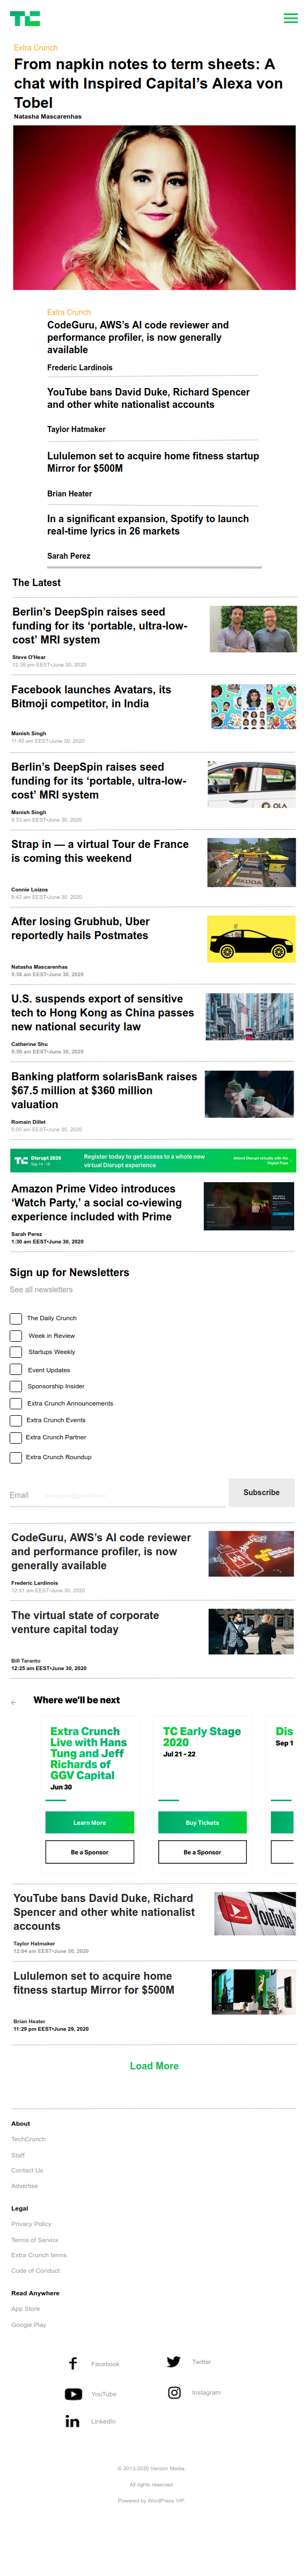 TC
Extra Crunch
From napkin notes to term sheets: A
chat with Inspired Capital's Alexa von
Tobel
Natasha Mascarenhas
Extra Crunch
CodeGuru, AWS's AI code reviewer and
performance profiler, is now generally
available
Frederic Lardinois
YouTube bans David Duke, Richard Spencer
and other white nationalist accounts
Taylor Hatmaker
Lululemon set to acquire home fitness startup
Mirror for $500M
Brian Heater
In a significant expansion, Spotify to launch
real-time lyrics in 26 markets
Sarah Perez
The Latest
Berlin's DeepSpin raises seed
funding for its 'portable, ultra-low-
cost' MRI system
Steve O'Hear
12:39 pm EEST•June 30, 2020
Facebook launches Avatars, its
Bitmoji competitor, in India
Manish Singh
11:45 am EEST•June 30, 2020
Berlin's DeepSpin raises seed
funding for its 'portable, ultra-low-
cost' MRI system
Manish Singh
9:33 am EEST•June 30, 2020
OLA
Strap in — a virtual Tour de France
is coming this weekend
SKODA
Connie Loizos
8:42 am EEST•June 30, 2020
After losing Grubhub, Uber
reportedly hails Postmates
Natasha Mascarenhas
5:58 am EEST•June 30, 2020
U.S. suspends export of sensitive
tech to Hong Kong as China passes
new national security law
Catherine Shu
5:50 am EEST•June 30, 2020
Banking platform solarisBank raises
$67.5 million at $360 million
valuation
Romain Dillet
5:00 am EEST•June 30, 2020
TC Disrupt 2020
Sep 14 - 18
Register today to get access to a whole new
virtual Disrupt experience
Attend Disrupt virtually with the
Digital Pass
Amazon Prime Video introduces
'Watch Party,' a social co-viewing
experience included with Prime
Sarah Perez
1:30 am EEST•June 30, 2020
Sign up for Newsletters
See all newsletters
The Daily Crunch
Week in Review
Startups Weekly
Event Updates
Sponsorship Insider
Extra Crunch Announcements
Extra Crunch Events
Extra Crunch Partner
Extra Crunch Roundup
Email
Subscribe
CodeGuru, AWS's AI code reviewer
and performance profiler, is now
generally available
Frederic Lardinois
12:31 am EEST•June 30, 2020
The virtual state of corporate
venture capital today
Bill Taranto
12:25 am EEST•June 30, 2020
Where we'll be next
Extra Crunch
Live with Hans
Tung and Jeff
Richards of
GGV Capital
Jun 30
Learn More
Be a Sponsor
TC Early Stage
2020
Jul 21 - 22
Buy Tickets
Be a Sponsor
Dis
Sep 1
YouTube bans David Duke, Richard
Spencer and other white nationalist
accounts
YouTube
Taylor Hatmaker
12:04 am EEST•June 30, 2020
Lululemon set to acquire home
fitness startup Mirror for $500M
Brian Heater
11:29 pm EEST•June 29, 2020
Load More
About
TechCrunch
Staff
Contact Us
Advertise
Legal
Privacy Policy
Terms of Service
Extra Crunch terms
Code of Conduct
Read Anywhere
App Store
Google Play
Facebook
Twitter
YouTube
Instagram
LinkedIn
© 2013-2020 Verizon Media.
All rights reserved.
Powered by WordPress VIP.